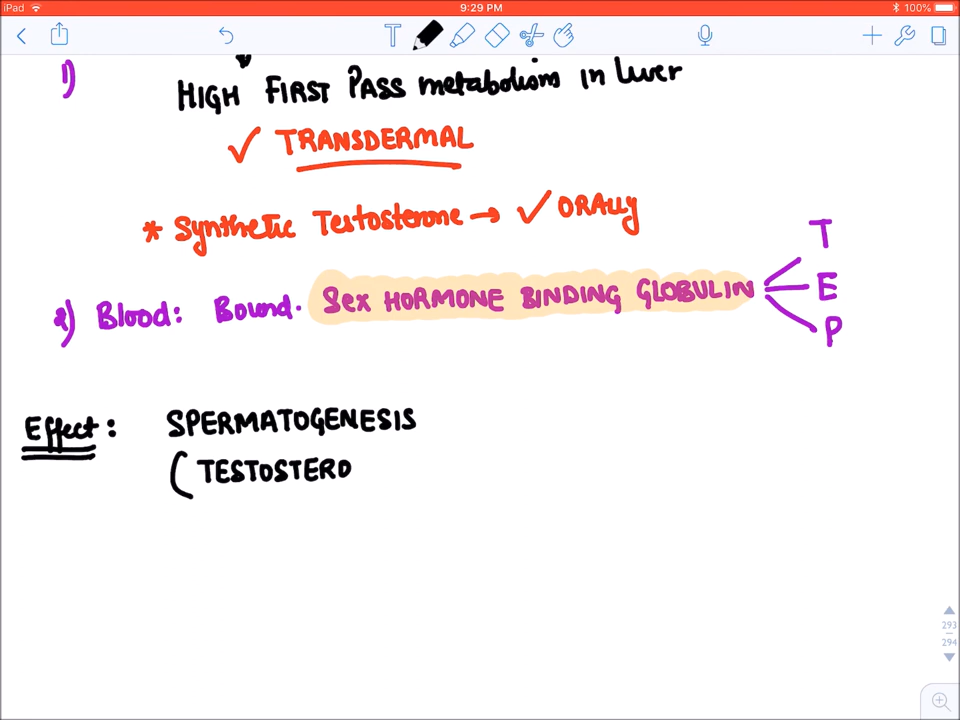 iPad 9:29 PM 100%
T
1) HIGH FIRST PASS metabolism in Liver
✓ TRANSDERMAL
* Synthetic Testosterone → ✓ ORALLY
2) Blood: Bound. Sex HORMONE BINDING GLOBULIN
T
E
P
Effect: SPERMATOGENESIS
(TESTOSTERO
293
294